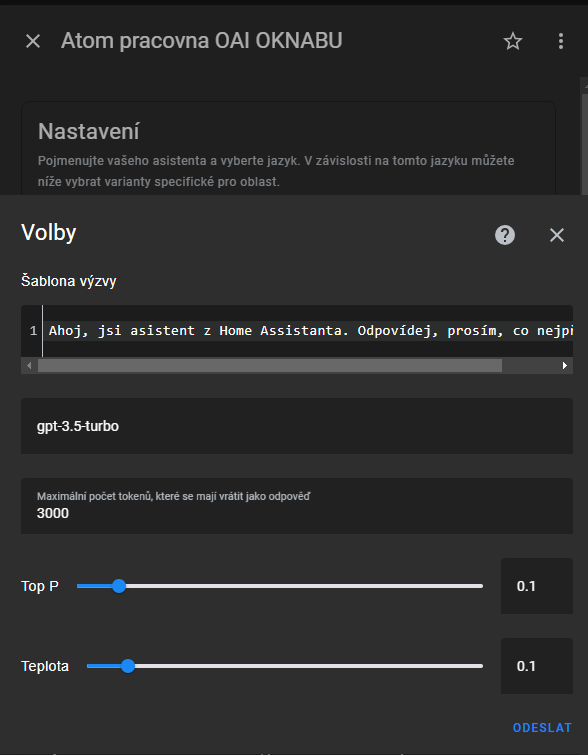 Atom pracovna OAI OKNABU
Nastavení
Pojmenujte vašeho asistenta a vyberte jazyk. V závislosti na tomto jazyku můžete
níže vybrat varianty specifické pro oblast.
Volby
Šablona výzvy
1 Ahoj, jsi asistent z Home Assistanta. Odpovídej, prosím, co
gpt-3.5-turbo
Maximální počet tokenů, které se mají vrátit jako odpověď
3000
Top P 0.1
Teplota 0.1
ODESLAT